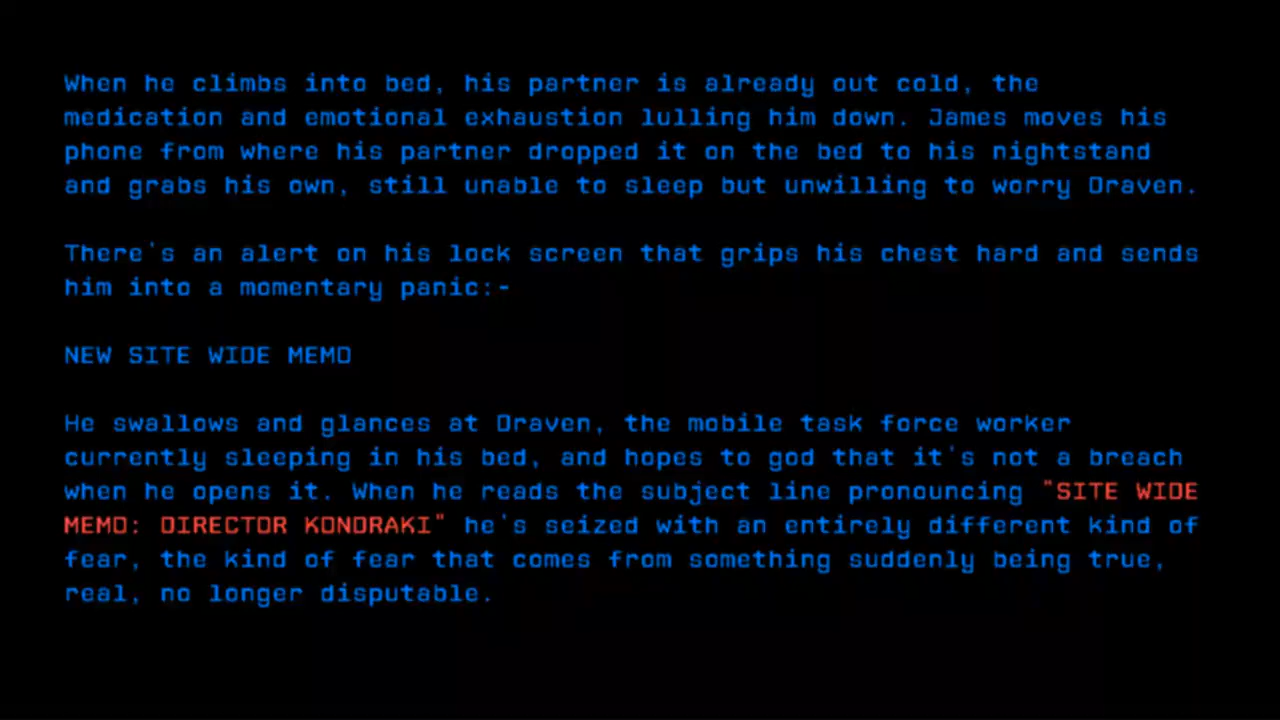 When he climbs into bed, his partner is already out cold, the
medication and emotional exhaustion lulling him down. James moves his
phone from where his partner dropped it on the bed to his nightstand
and grabs his own, still unable to sleep but unwilling to worry Draven.
There's an alert on his lock screen that grips his chest hard and sends
him into a momentary panic:-
NEW SITE WIDE MEMO
He swallows and glances at Draven, the mobile task force worker
currently sleeping in his bed, and hopes to god that it's not a breach
when he opens it. When he reads the subject line pronouncing "SITE WIDE
MEMO: DIRECTOR KONDRAKI" he's seized with an entirely different kind of
fear, the kind of fear that comes from something suddenly being true,
real, no longer disputable.